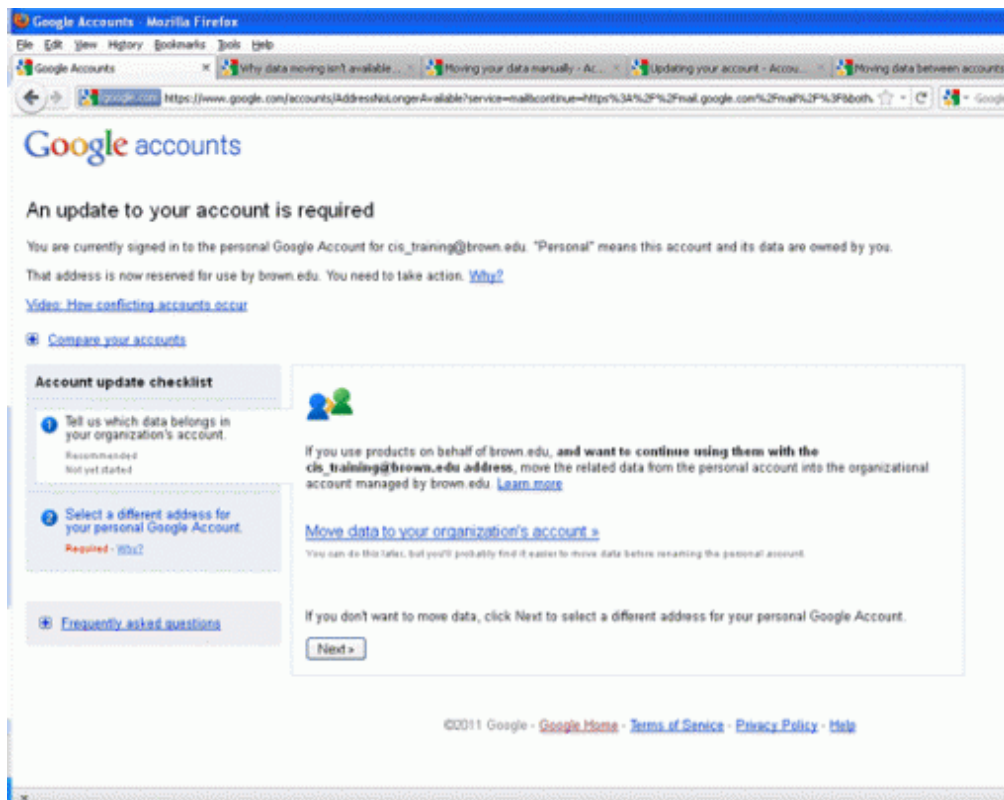 Google Accounts - Mozilla Firefox
File Edit View History Bookmarks Tools Help
Google Accounts × Why data moving isn't available... × Moving your data manually - Ac... × Updating your account - Accou... × Moving data between accounts
google.com https://www.google.com/accounts/AddressNoLongerAvailable?service=mail&continue=https%3A%2F%2Fmail.google.com%2Fmail%2F%3F&both Google
Google accounts
An update to your account is required
You are currently signed in to the personal Google Account for cis_training@brown.edu. "Personal" means this account and its data are owned by you.
That address is now reserved for use by brown.edu. You need to take action. Why?
Video: How conflicting accounts occur
Compare your accounts
Account update checklist
1 Tell us which data belongs in
your organization's account.
Recommended
Not yet started
2 Select a different address for
your personal Google Account.
Required - Why?
Frequently asked questions
If you use products on behalf of brown.edu, and want to continue using them with the
cis_training@brown.edu address, move the related data from the personal account into the organizational
account managed by brown.edu. Learn more
Move data to your organization's account »
You can do this later, but you'll probably find it easier to move data before renaming the personal account.
If you don't want to move data, click Next to select a different address for your personal Google Account.
Next »
©2011 Google - Google Home - Terms of Service - Privacy Policy - Help